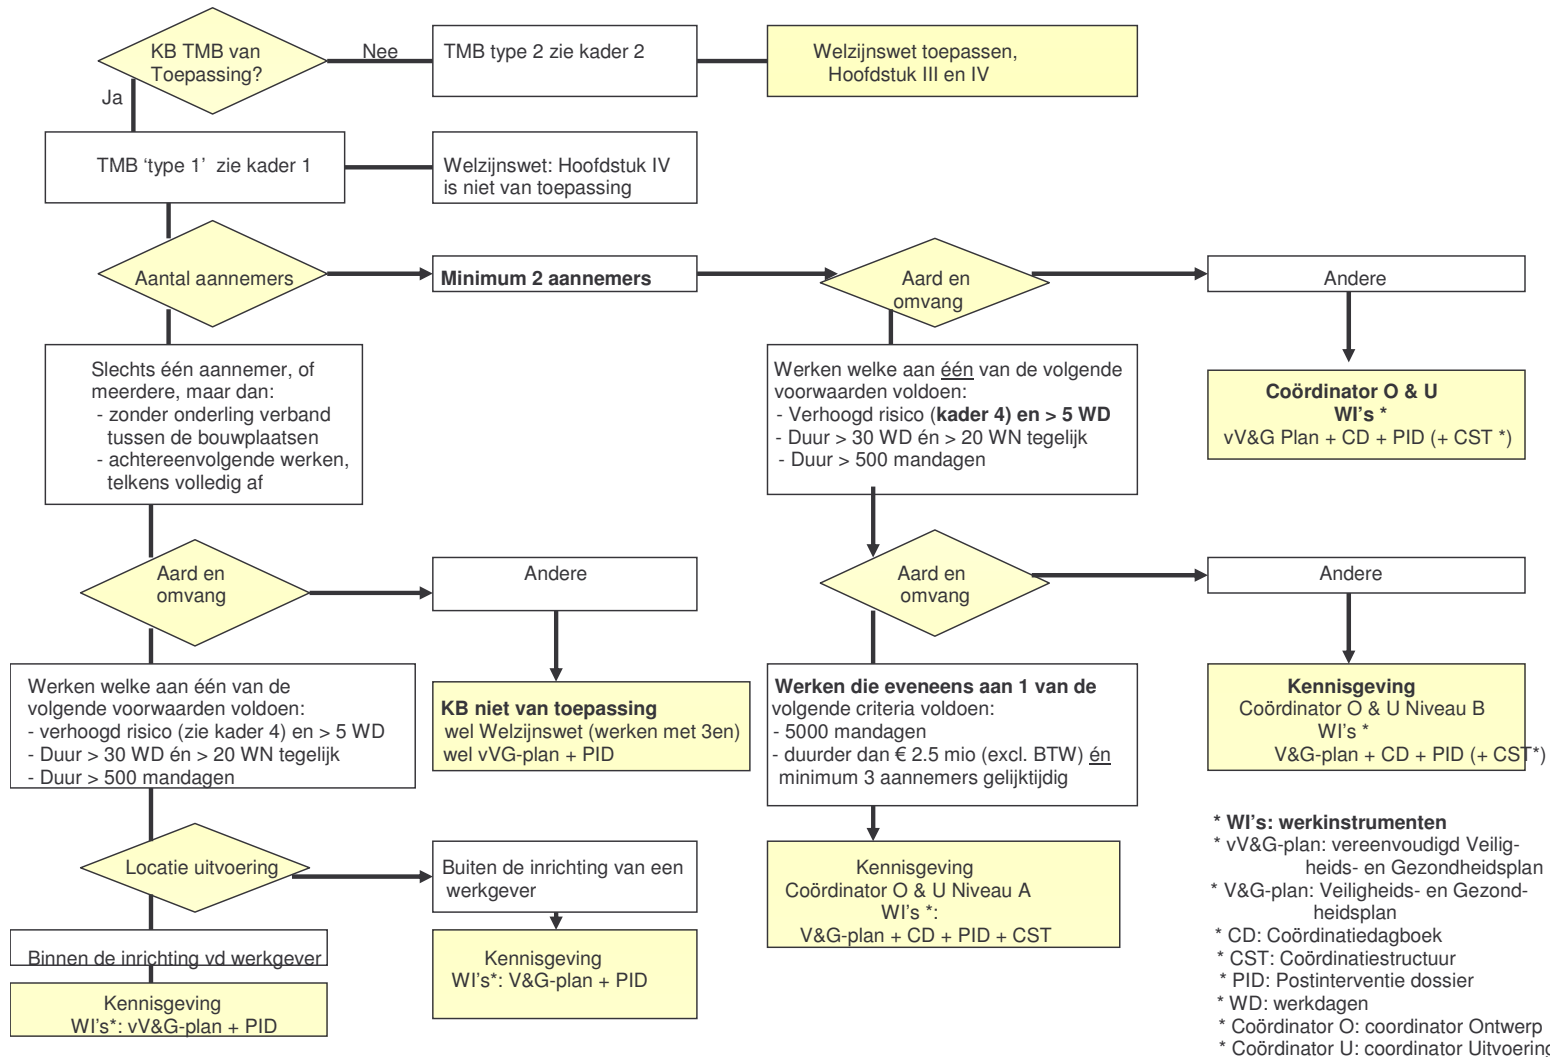 KB TMB van
Toepassing?
Nee
TMB type 2 zie kader 2
Welzijnswet toepassen,
Hoofdstuk III en IV
Ja
TMB ‘type 1’ zie kader 1
Welzijnswet: Hoofdstuk IV
is niet van toepassing
Aantal aannemers
Minimum 2 aannemers
Aard en
omvang
Andere
Slechts één aannemer, of
meerdere, maar dan:
- zonder onderling verband
tussen de bouwplaatsen
- achtereenvolgende werken,
telkens volledig af
Werken welke aan één van de volgende
voorwaarden voldoen:
- Verhoogd risico (kader 4) en > 5 WD
- Duur > 30 WD én > 20 WN tegelijk
- Duur > 500 mandagen
Coördinator O & U
WI's *
vV&G Plan + CD + PID (+ CST *)
Aard en
omvang
Andere
Aard en
omvang
Andere
Werken welke aan één van de
volgende voorwaarden voldoen:
- verhoogd risico (zie kader 4) en > 5 WD
- Duur > 30 WD én > 20 WN tegelijk
- Duur > 500 mandagen
KB niet van toepassing
wel Welzijnswet (werken met 3en)
wel vVG-plan + PID
Werken die eveneens aan 1 van de
volgende criteria voldoen:
- 5000 mandagen
- duurder dan € 2.5 mio (excl. BTW) én
minimum 3 aannemers gelijktijdig
Kennisgeving
Coördinator O & U Niveau B
WI's *
V&G-plan + CD + PID (+ CST*)
Locatie uitvoering
Buiten de inrichting van een
werkgever
Kennisgeving
Coördinator O & U Niveau A
WI's *:
V&G-plan + CD + PID + CST
Binnen de inrichting vd werkgever
Kennisgeving
WI's*: V&G-plan + PID
Kennisgeving
WI's*: vV&G-plan + PID
* WI's: werkinstrumenten
* vV&G-plan: vereenvoudigd Veilig-
heids- en Gezondheidsplan
* V&G-plan: Veiligheids- en Gezond-
heidsplan
* CD: Coördinatiedagboek
* CST: Coördinatiestructuur
* PID: Postinterventie dossier
* WD: werkdagen
* Coördinator O: coordinator Ontwerp
* Coördinator U: coordinator Uitvoering